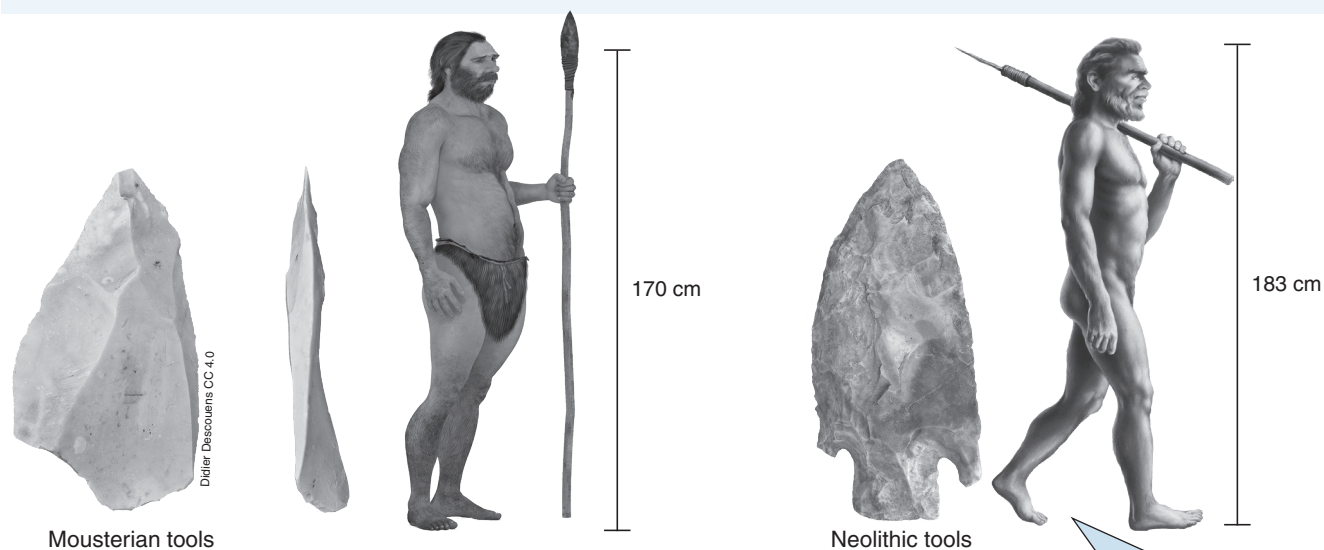 Didier Descouens CC 4.0
170 cm
183 cm
Mousterian tools
Neolithic tools